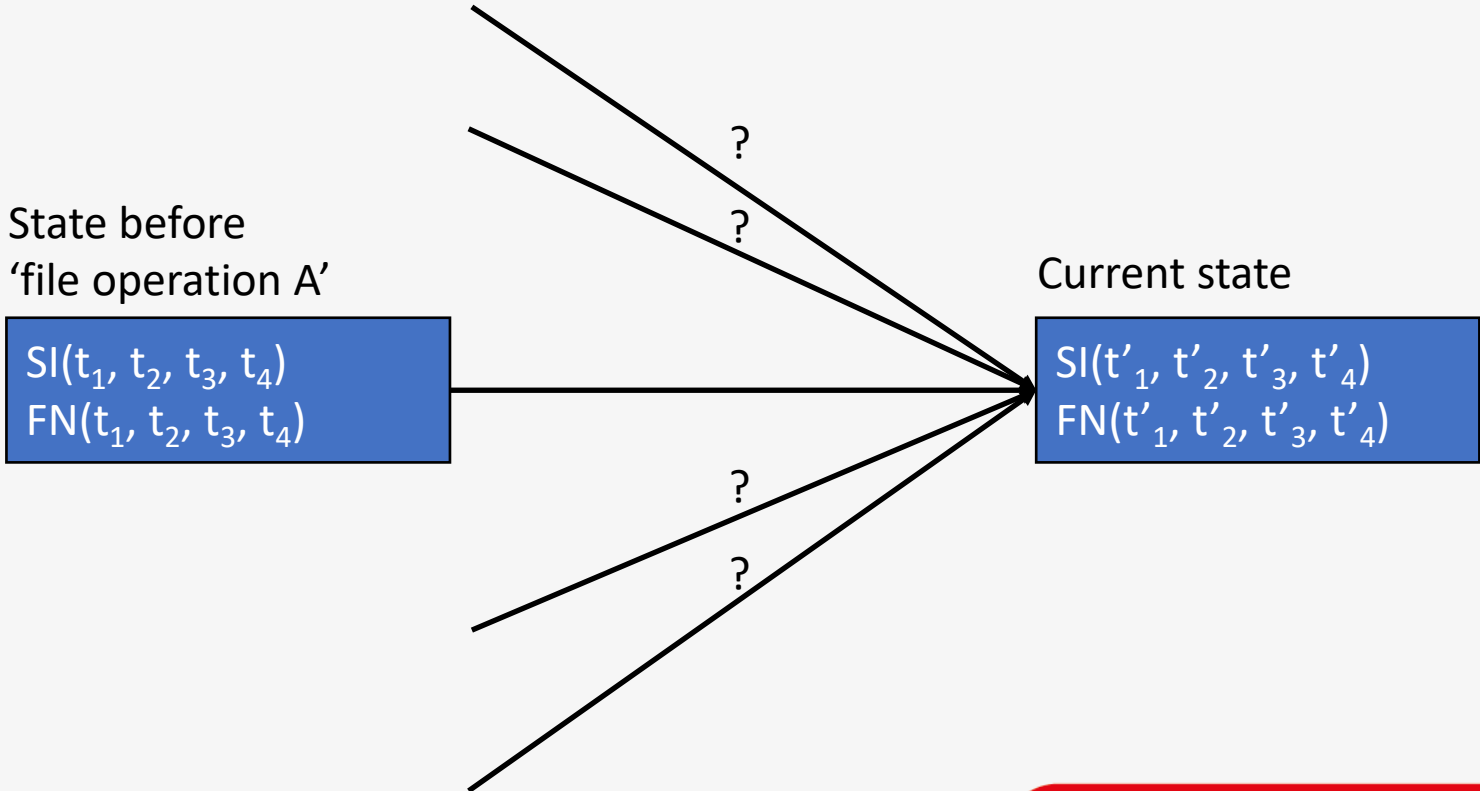 ?
?
State before
‘file operation A’
SI(t₁, t₂, t₃, t₄)
FN(t₁, t₂, t₃, t₄)
Current state
SI(t’₁, t’₂, t’₃, t’₄)
FN(t’₁, t’₂, t’₃, t’₄)
?
?